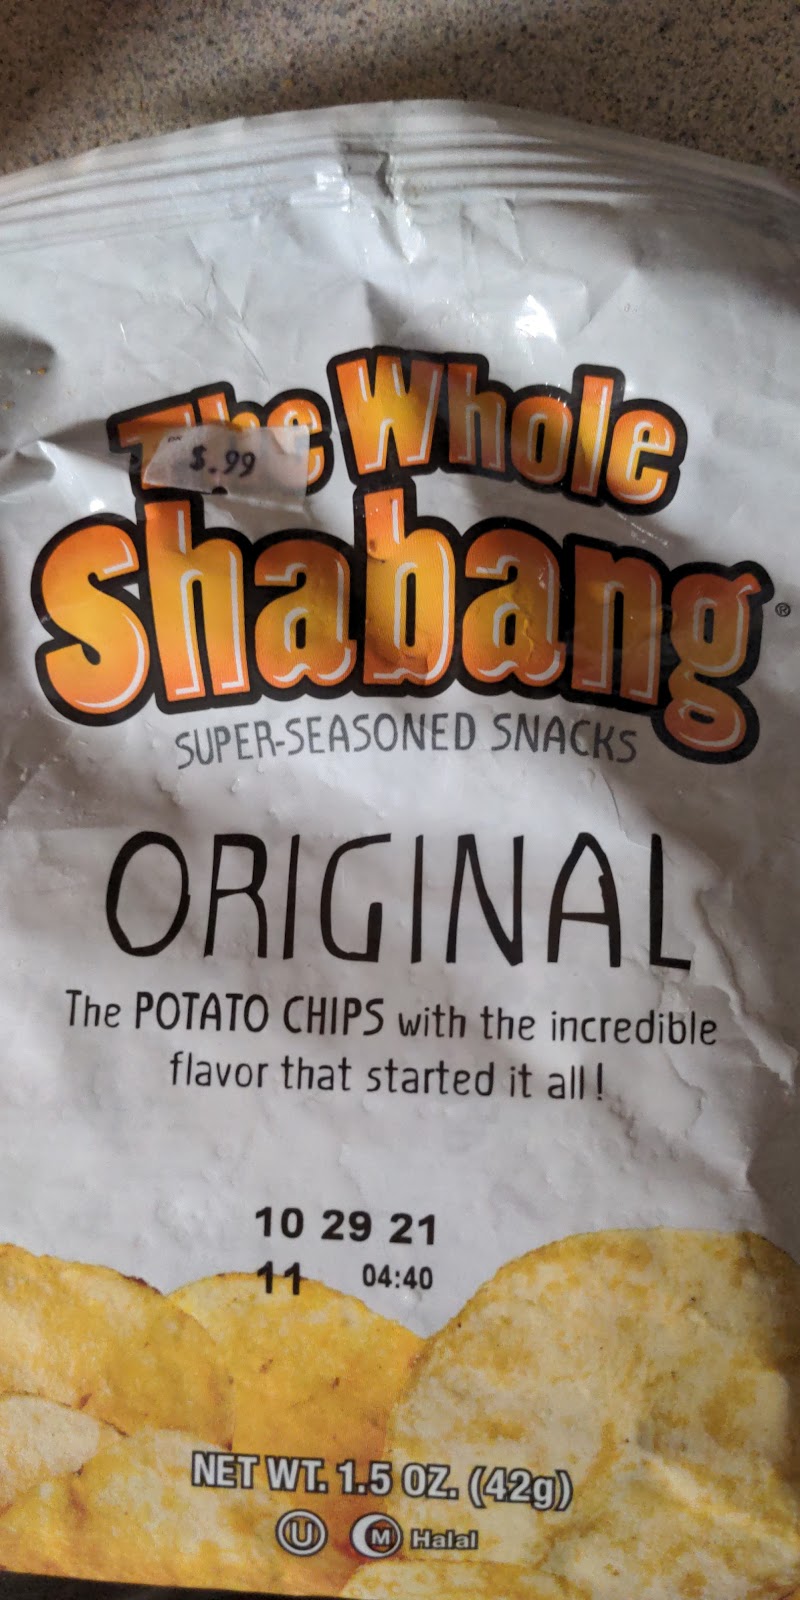 The Whole
$.99
Shabang®
SUPER-SEASONED SNACKS
ORIGINAL
The POTATO CHIPS with the incredible
flavor that started it all!
10 29 21
11 04:40
NET WT. 1.5 OZ. (42g)
U M Halal